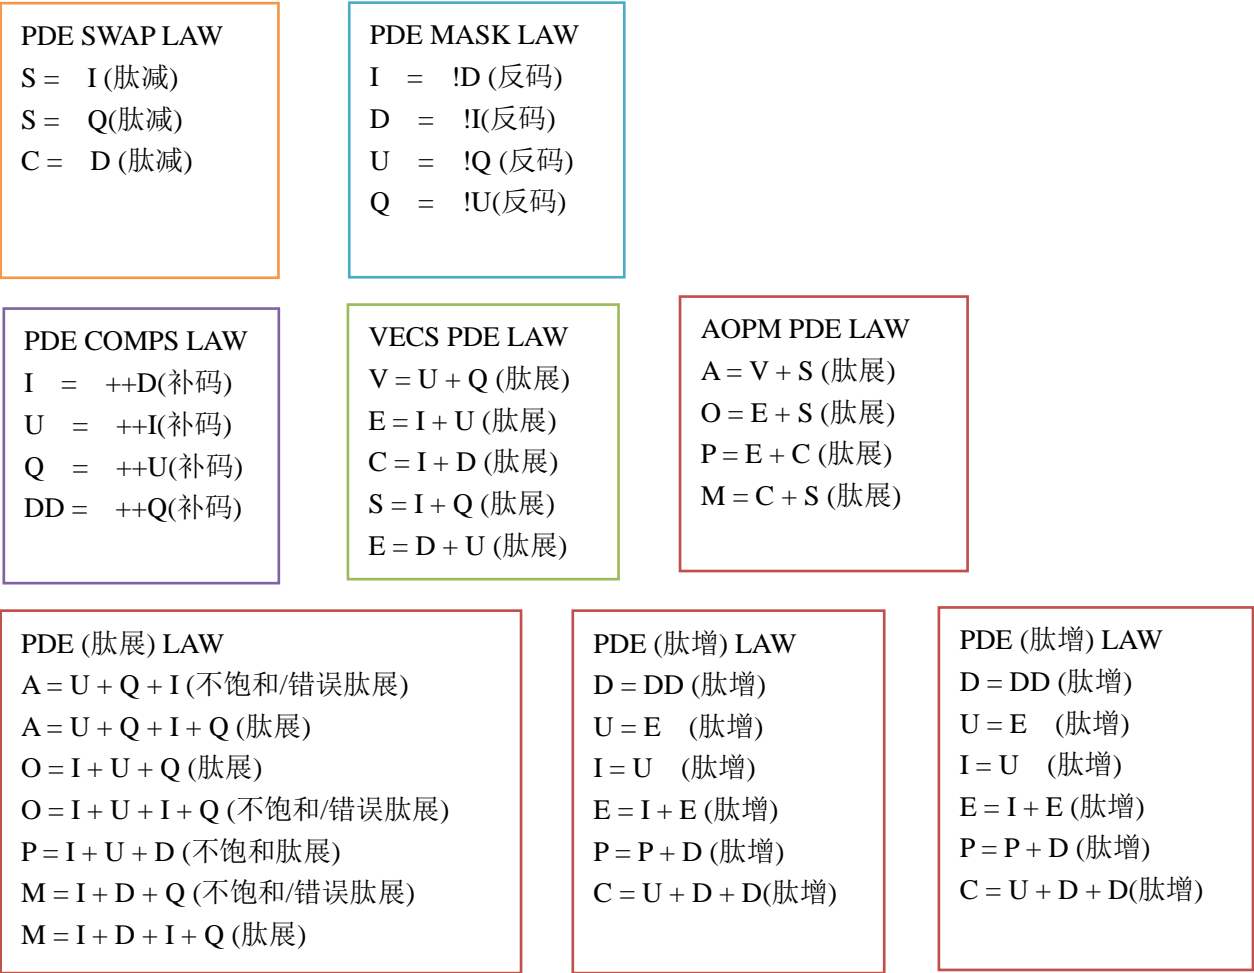 PDE SWAP LAW
S = I (肽减)
S = Q(肽减)
C = D (肽减)
PDE MASK LAW
I = !D (反码)
D = !I(反码)
U = !Q (反码)
Q = !U(反码)
PDE COMPS LAW
I = ++D(补码)
U = ++I(补码)
Q = ++U(补码)
DD = ++Q(补码)
VECS PDE LAW
V = U + Q (肽展)
E = I + U (肽展)
C = I + D (肽展)
S = I + Q (肽展)
E = D + U (肽展)
AOPM PDE LAW
A = V + S (肽展)
O = E + S (肽展)
P = E + C (肽展)
M = C + S (肽展)
PDE (肽展) LAW
A = U + Q + I (不饱和/错误肽展)
A = U + Q + I + Q (肽展)
O = I + U + Q (肽展)
O = I + U + I + Q (不饱和/错误肽展)
P = I + U + D (不饱和肽展)
M = I + D + Q (不饱和/错误肽展)
M = I + D + I + Q (肽展)
PDE (肽增) LAW
D = DD (肽增)
U = E (肽增)
I = U (肽增)
E = I + E (肽增)
P = P + D (肽增)
C = U + D + D(肽增)
PDE (肽增) LAW
D = DD (肽增)
U = E (肽增)
I = U (肽增)
E = I + E (肽增)
P = P + D (肽增)
C = U + D + D(肽增)